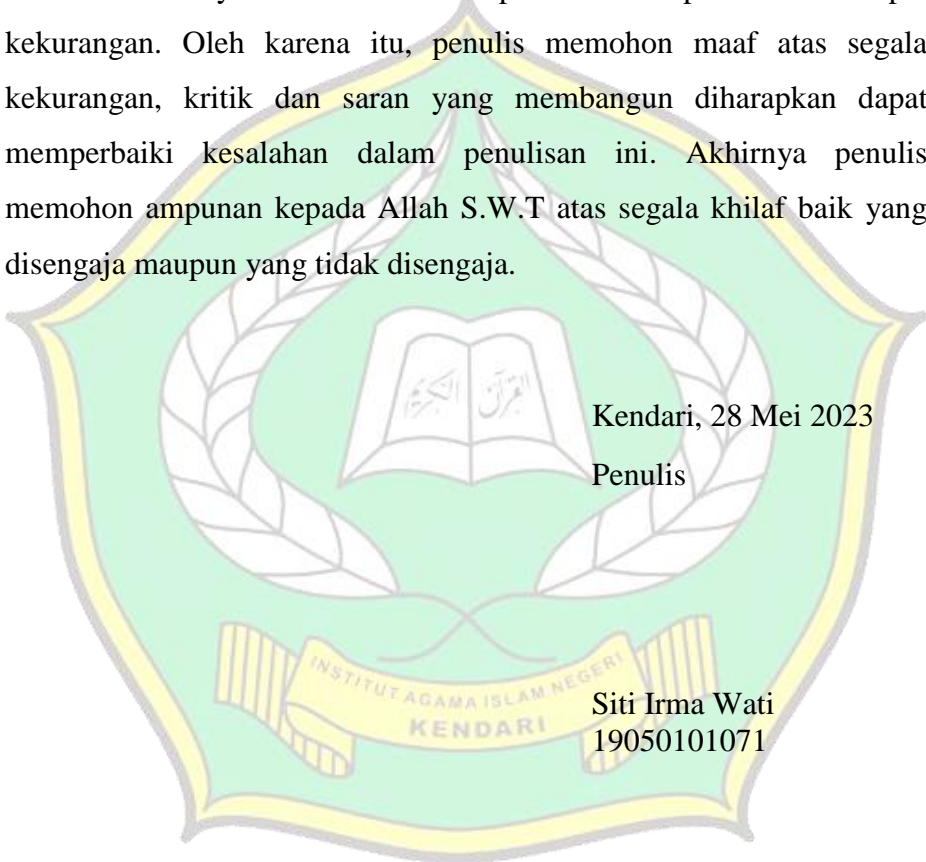 kekurangan. Oleh karena itu, penulis memohon maaf atas segala
kekurangan, kritik dan saran yang membangun diharapkan dapat
memperbaiki kesalahan dalam penulisan ini. Akhirnya penulis
memohon ampunan kepada Allah S.W.T atas segala khilaf baik yang
disengaja maupun yang tidak disengaja.
القرآن الكريم
Kendari, 28 Mei 2023
Penulis
INSTITUT AGAMA ISLAM NEGERI
KENDARI
Siti Irma Wati
19050101071